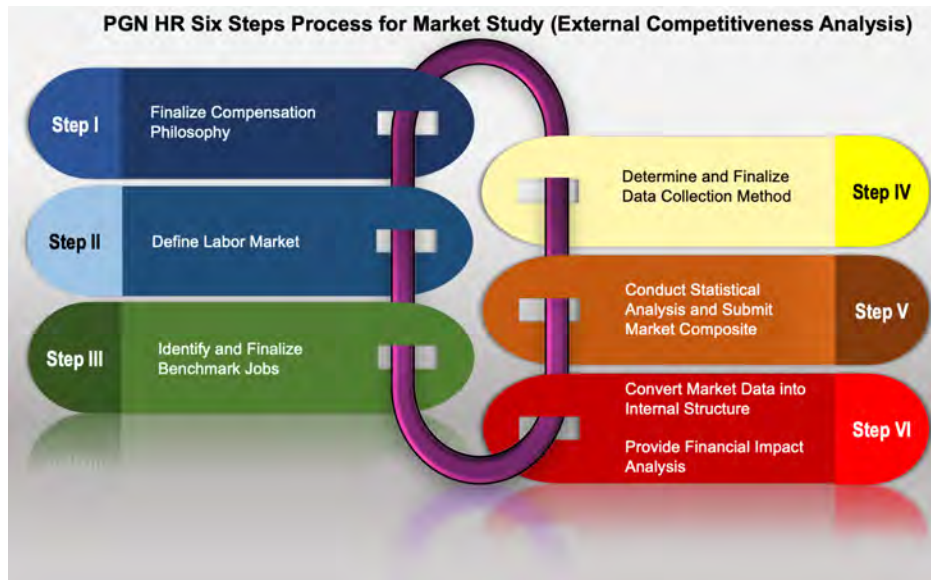 PGN HR Six Steps Process for Market Study (External Competitiveness Analysis)
Step I
Finalize Compensation
Philosophy
Step II
Define Labor Market
Step III
Identify and Finalize
Benchmark Jobs
Determine and Finalize
Data Collection Method
Step IV
Conduct Statistical
Analysis and Submit
Market Composite
Step V
Convert Market Data into
Internal Structure
Provide Financial Impact
Analysis
Step VI